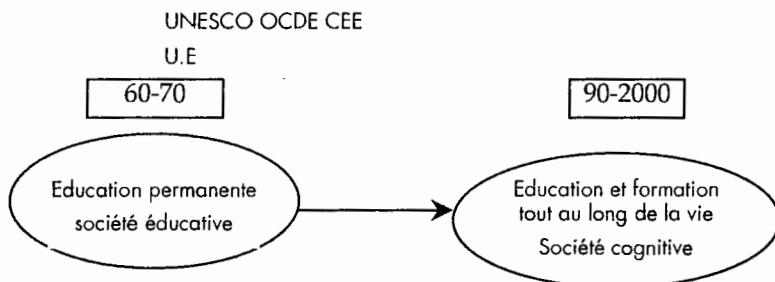 UNESCO OCDE CEE
U.E
60-70
90-2000
Education permanente
société éducative
Education et formation
tout au long de la vie
Société cognitive